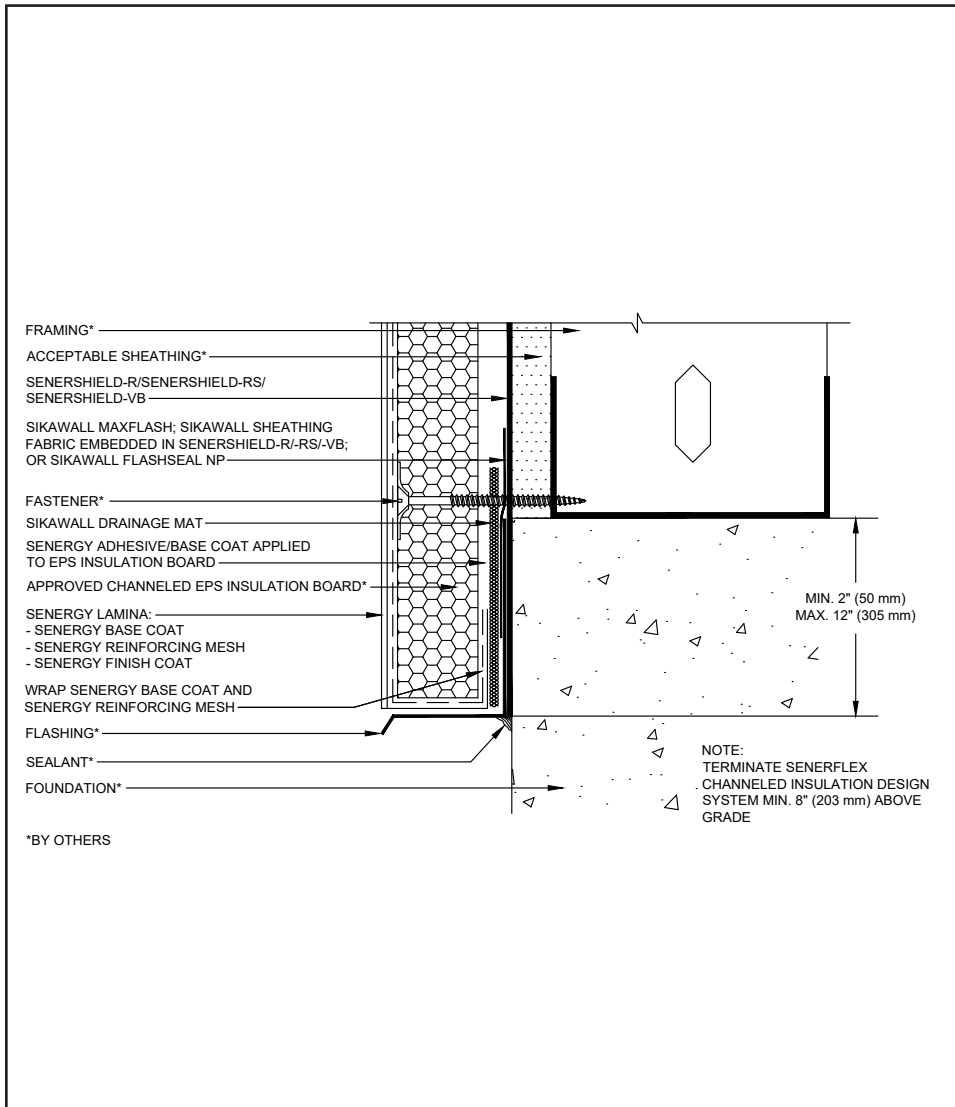 FRAMING*
ACCEPTABLE SHEATHING*
SENERSHIELD-R/SENERSHIELD-RS/
SENERSHIELD-VB
SIKAWALL MAXFLASH; SIKAWALL SHEATHING
FABRIC EMBEDDED IN SENERSHIELD-R/-RS/-VB;
OR SIKAWALL FLASHSEAL NP
FASTENER*
SIKAWALL DRAINAGE MAT
SENERGY ADHESIVE/BASE COAT APPLIED
TO EPS INSULATION BOARD
APPROVED CHANNELED EPS INSULATION BOARD*
SENERGY LAMINA:
- SENERGY BASE COAT
- SENERGY REINFORCING MESH
- SENERGY FINISH COAT
WRAP SENERGY BASE COAT AND
SENERGY REINFORCING MESH
FLASHING*
SEALANT*
FOUNDATION*
*BY OTHERS
MIN. 2" (50 mm)
MAX. 12" (305 mm)
NOTE:
TERMINATE SENERFLEX
CHANNELED INSULATION DESIGN
SYSTEM MIN. 8" (203 mm) ABOVE
GRADE